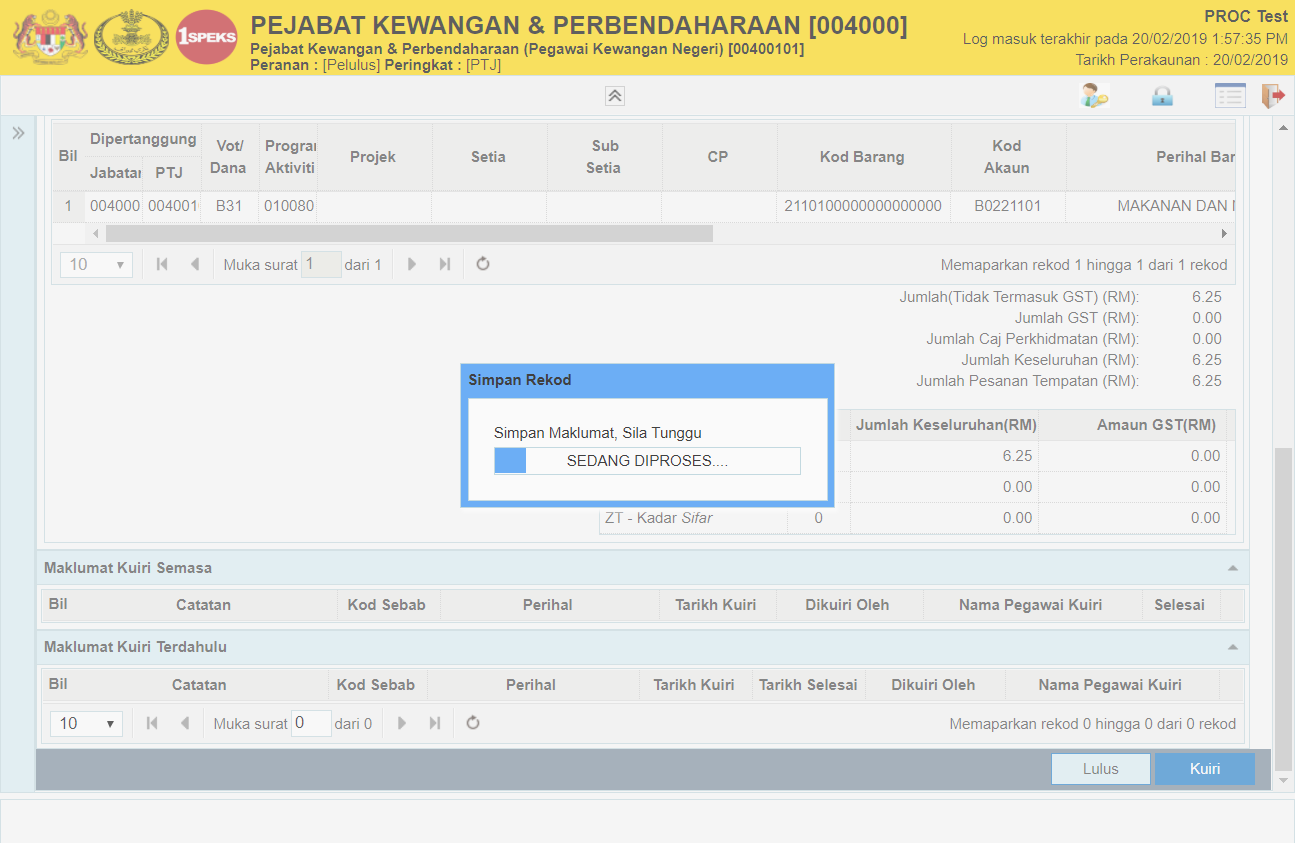 1SPEKS
PEJABAT KEWANGAN & PERBENDAHARAAN [004000]
Pejabat Kewangan & Perbendaharaan (Pegawai Kewangan Negeri) [00400101]
Peranan : [Pelulus] Peringkat : [PTJ]
PROC Test
Log masuk terakhir pada 20/02/2019 1:57:35 PM
Tarikh Perakaunan : 20/02/2019
Bil Dipertanggung Jabatan PTJ Vot/ Dana Program Aktiviti Projek Setia Sub Setia CP Kod Barang Kod Akaun Perihal Bar
1 004000 004001 B31 010080 2110100000000000000 B0221101 MAKANAN DAN
10 Muka surat 1 dari 1 Memaparkan rekod 1 hingga 1 dari 1 rekod
Jumlah(Tidak Termasuk GST) (RM): 6.25
Jumlah GST (RM): 0.00
Jumlah Caj Perkhidmatan (RM): 0.00
Jumlah Keseluruhan (RM): 6.25
Jumlah Pesanan Tempatan (RM): 6.25
Simpan Rekod
Simpan Maklumat, Sila Tunggu
SEDANG DIPROSES....
Jumlah Keseluruhan(RM) Amaun GST(RM)
6.25 0.00
0.00 0.00
ZT - Kadar Sifar 0 0.00 0.00
Maklumat Kuiri Semasa
Bil Catatan Kod Sebab Perihal Tarikh Kuiri Dikuiri Oleh Nama Pegawai Kuiri Selesai
Maklumat Kuiri Terdahulu
Bil Catatan Kod Sebab Perihal Tarikh Kuiri Tarikh Selesai Dikuiri Oleh Nama Pegawai Kuiri
10 Muka surat 0 dari 0 Memaparkan rekod 0 hingga 0 dari 0 rekod
Lulus Kuiri